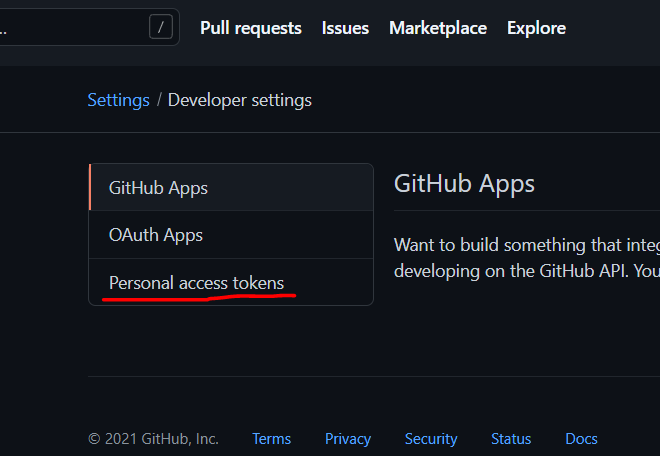 ... / Pull requests Issues Marketplace Explore
Settings / Developer settings
GitHub Apps
OAuth Apps
Personal access tokens
GitHub Apps
Want to build something that integ
developing on the GitHub API. You
© 2021 GitHub, Inc. Terms Privacy Security Status Docs